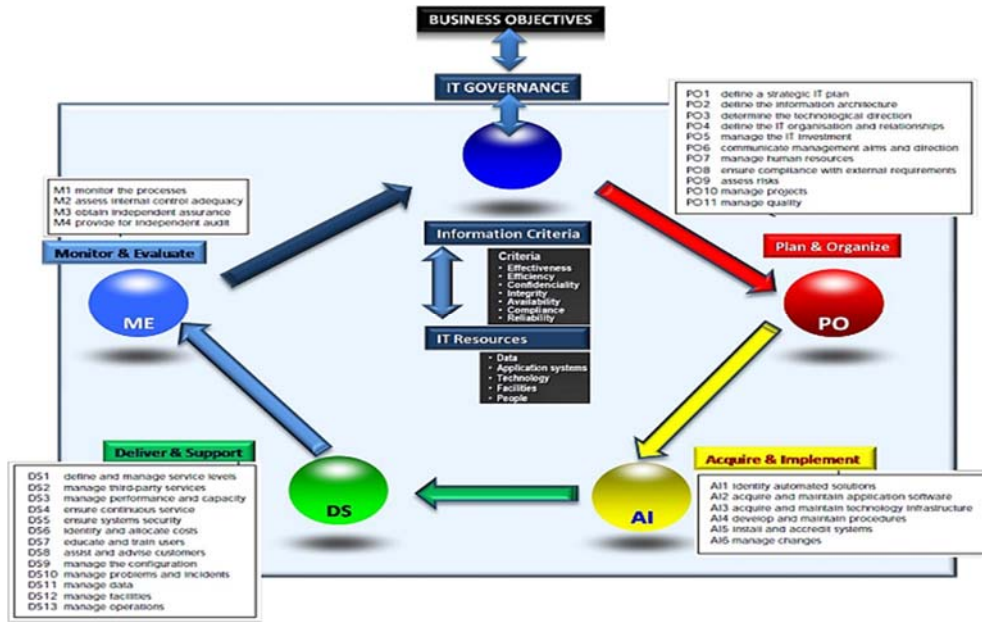 BUSINESS OBJECTIVES
IT GOVERNANCE
PO1 define a strategic IT plan
PO2 define the information architecture
PO3 determine the technological direction
PO4 define the IT organisation and relationships
PO5 manage the IT Investment
PO6 communicate management aims and direction
PO7 manage human resources
PO8 ensure compliance with external requirements
PO9 assess risks
PO10 manage projects
PO11 manage quality
Plan & Organize
PO
M1 monitor the processes
M2 assess internal control adequacy
M3 obtain independent assurance
M4 provide for independent audit
Monitor & Evaluate
ME
Information Criteria
Criteria
• Effectiveness
• Efficiency
• Confidenciality
• Integrity
• Availability
• Compliance
• Reliability
IT Resources
• Data
• Application systems
• Technology
• Facilities
• People
Deliver & Support
DS
DS1 define and manage service levels
DS2 manage third-party services
DS3 manage performance and capacity
DS4 ensure continuous service
DS5 ensure systems security
DS6 identify and allocate costs
DS7 educate and train users
DS8 assist and advise customers
DS9 manage the configuration
DS10 manage problems and incidents
DS11 manage data
DS12 manage facilities
DS13 manage operations
Acquire & Implement
AI
AI1 identify automated solutions
AI2 acquire and maintain application software
AI3 acquire and maintain technology infrastructure
AI4 develop and maintain procedures
AI5 install and accredit systems
AI6 manage changes